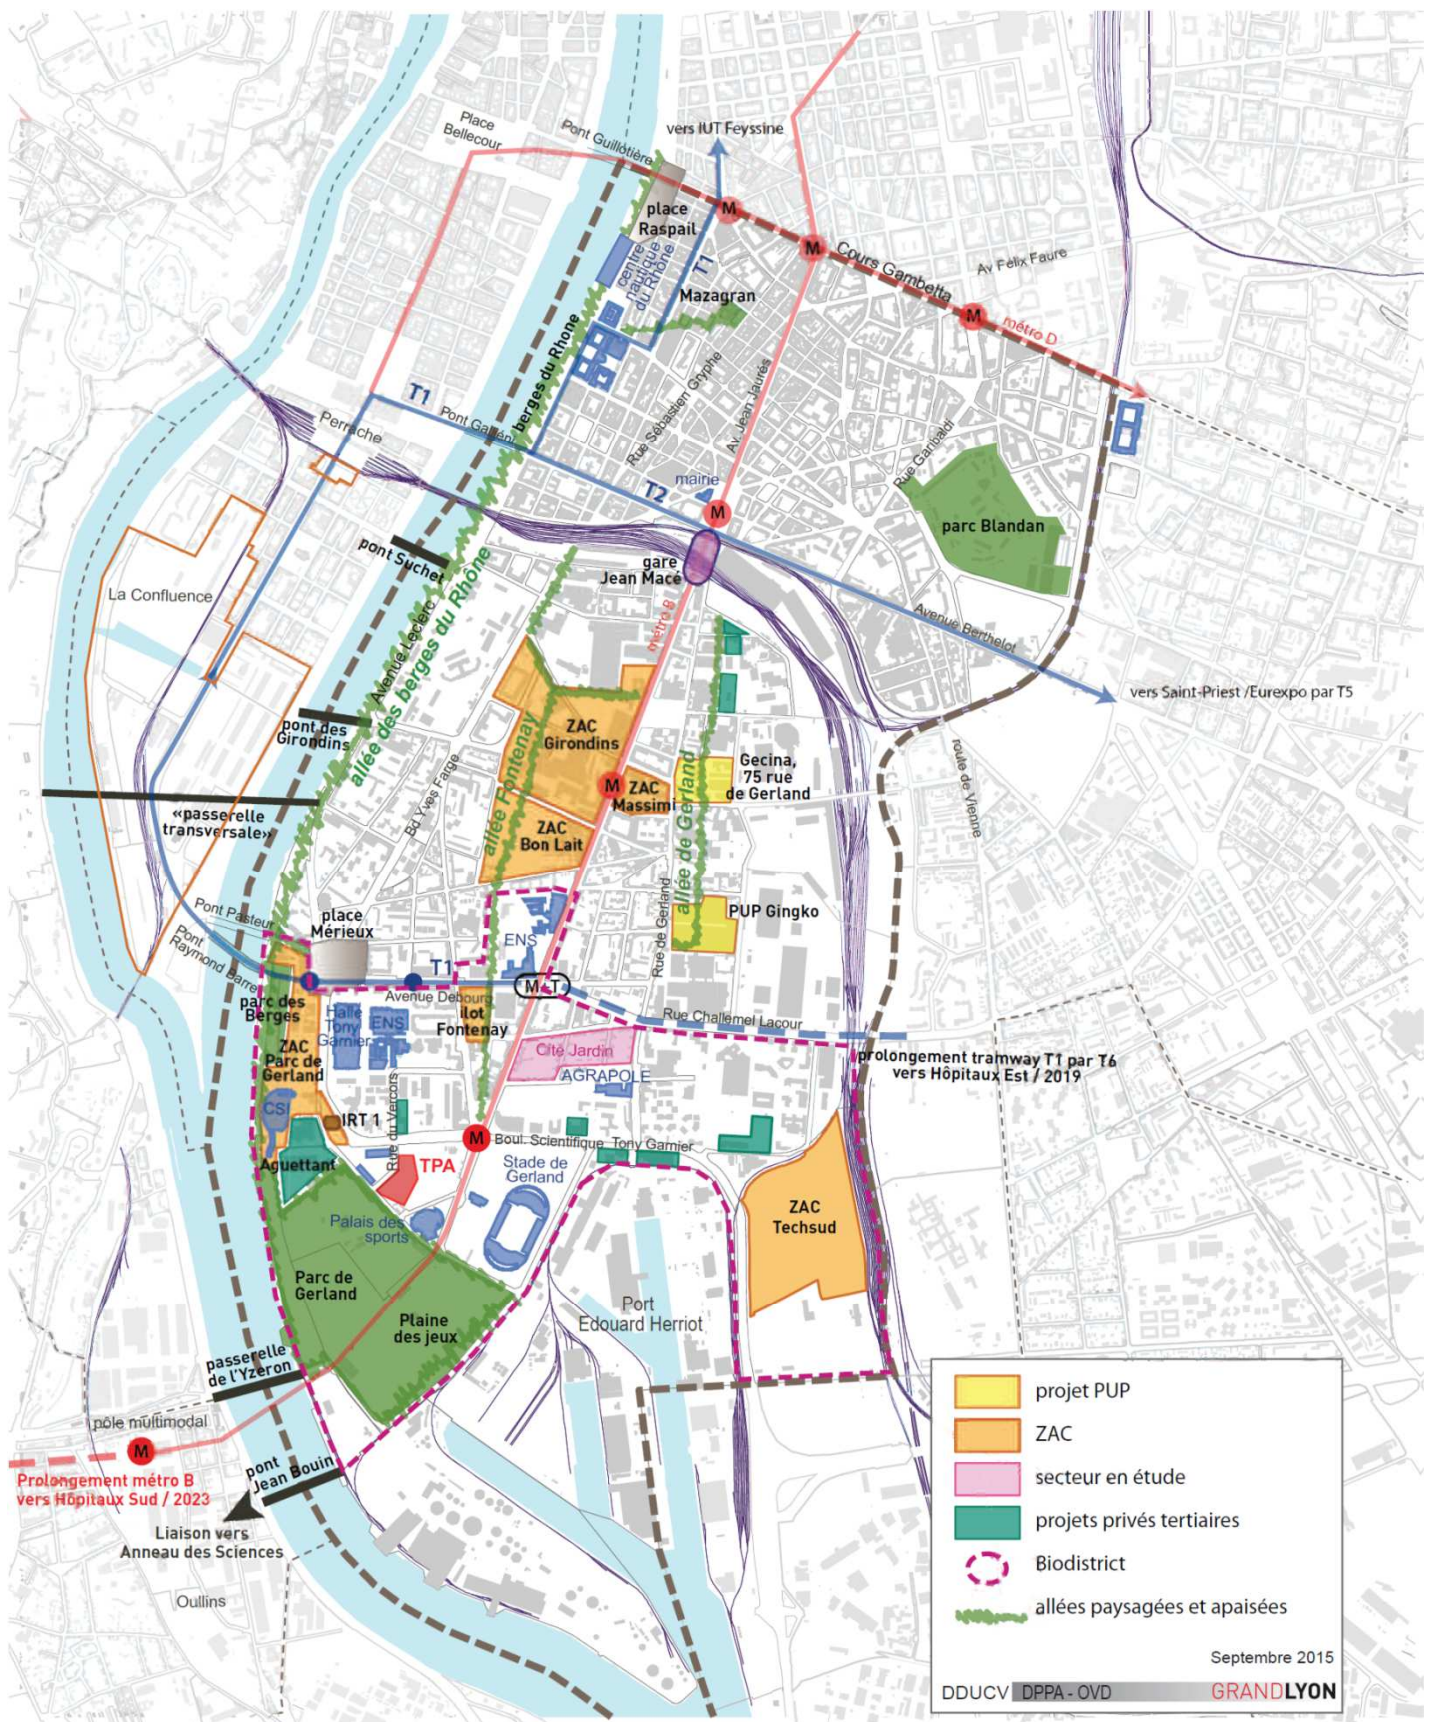 Place
Bellecour
Pont Guillotière
vers IUT Feyssine
place
Raspail
M
M
Cours Gambetta
Av Félix Faure
M
métro D
centre
nautique
du Rhône
T1
Mazagran
berges du Rhone
T1
Pont Galliéni
Perrache
Rue Sébastien Gryphe
Av Jean Jaurès
Rue Garibaldi
mairie
T2
M
parc Blandan
pont Suchet
gare
Jean Macé
La Confluence
Avenue Leclerc
allée des berges du Rhône
métro B
Avenue Berthelot
vers Saint-Priest /Eurexpo par T5
pont des
Girondins
ZAC
Girondins
allée Fontenay
Bd Yves Farge
M
ZAC
Massimi
Gecina,
75 rue
de Gerland
allée de Gerland
route de Vienne
«passerelle
transversale»
ZAC
Bon Lait
Pont Pasteur
place
Mérieux
Pont
Raymond Barre
ENS
Rue de Gerland
PUP Gingko
T1
M+T
parc des
Berges
Avenue Debourg
ilot
Fontenay
Halle
Tony
Garnier
ENS
Rue Challemel Lacour
ZAC
Parc de
Gerland
Cité Jardin
AGRAPOLE
prolongement tramway T1 par T6
vers Hôpitaux Est / 2019
CSI
IRT 1
Rue du Vercors
M
Boul. Scientifique Tony Garnier
Aguettant
TPA
Stade de
Gerland
Palais des
sports
ZAC
Techsud
Parc de
Gerland
Plaine
des jeux
Port
Edouard Herriot
passerelle
de l'Yzeron
pôle multimodal
M
Prolongement métro B
vers Hôpitaux Sud / 2023
pont
Jean Bouin
Liaison vers
Anneau des Sciences
Oullins
projet PUP
ZAC
secteur en étude
projets privés tertiaires
Biodistrict
allées paysagées et apaisées
Septembre 2015
DDUCV DPPA - OVD GRANDLYON